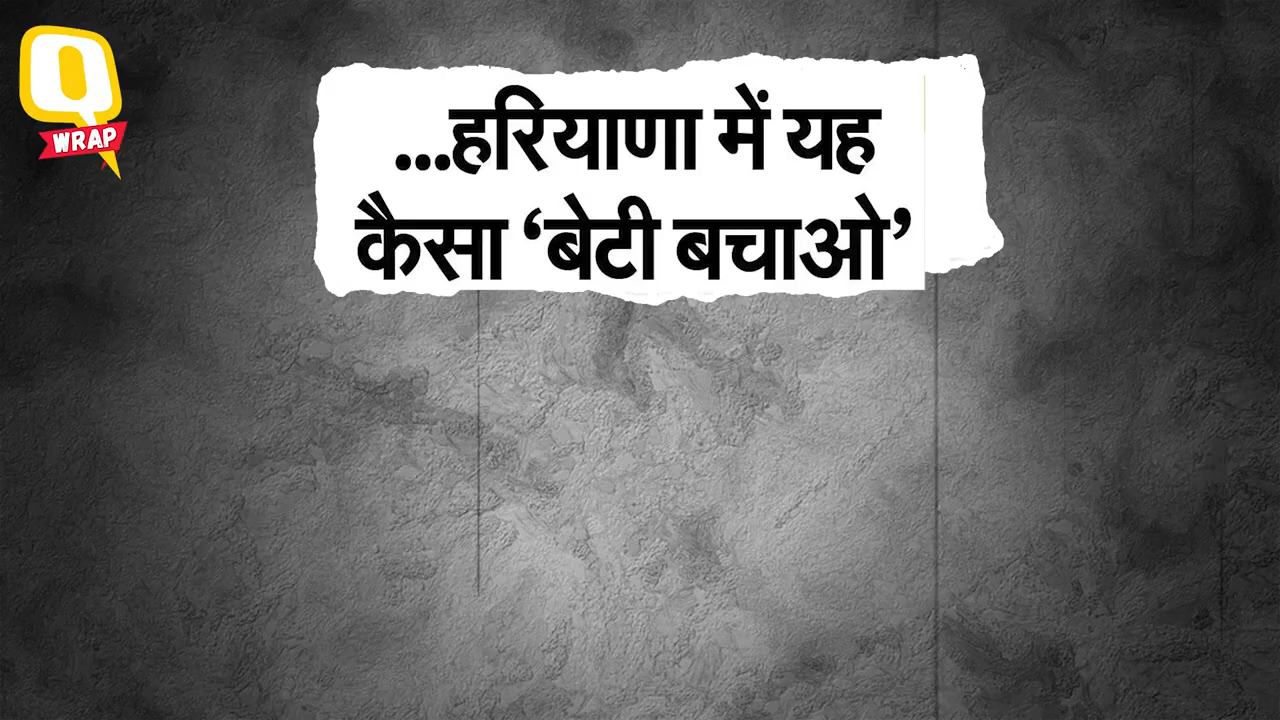 Q
WRAP
...हरियाणा में यह
कैसा ‘बेटी बचाओ’